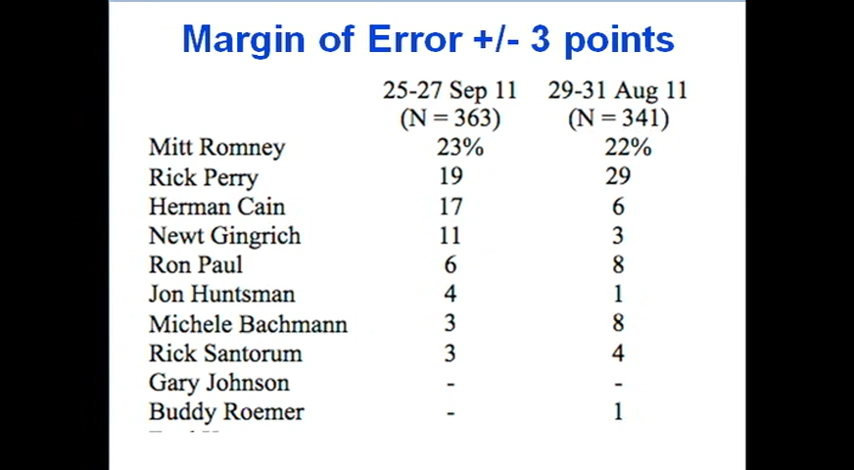 Margin of Error +/- 3 points
25-27 Sep 11 29-31 Aug 11
(N = 363) (N = 341)
Mitt Romney 23% 22%
Rick Perry 19 29
Herman Cain 17 6
Newt Gingrich 11 3
Ron Paul 6 8
Jon Huntsman 4 1
Michele Bachmann 3 8
Rick Santorum 3 4
Gary Johnson - -
Buddy Roemer - 1